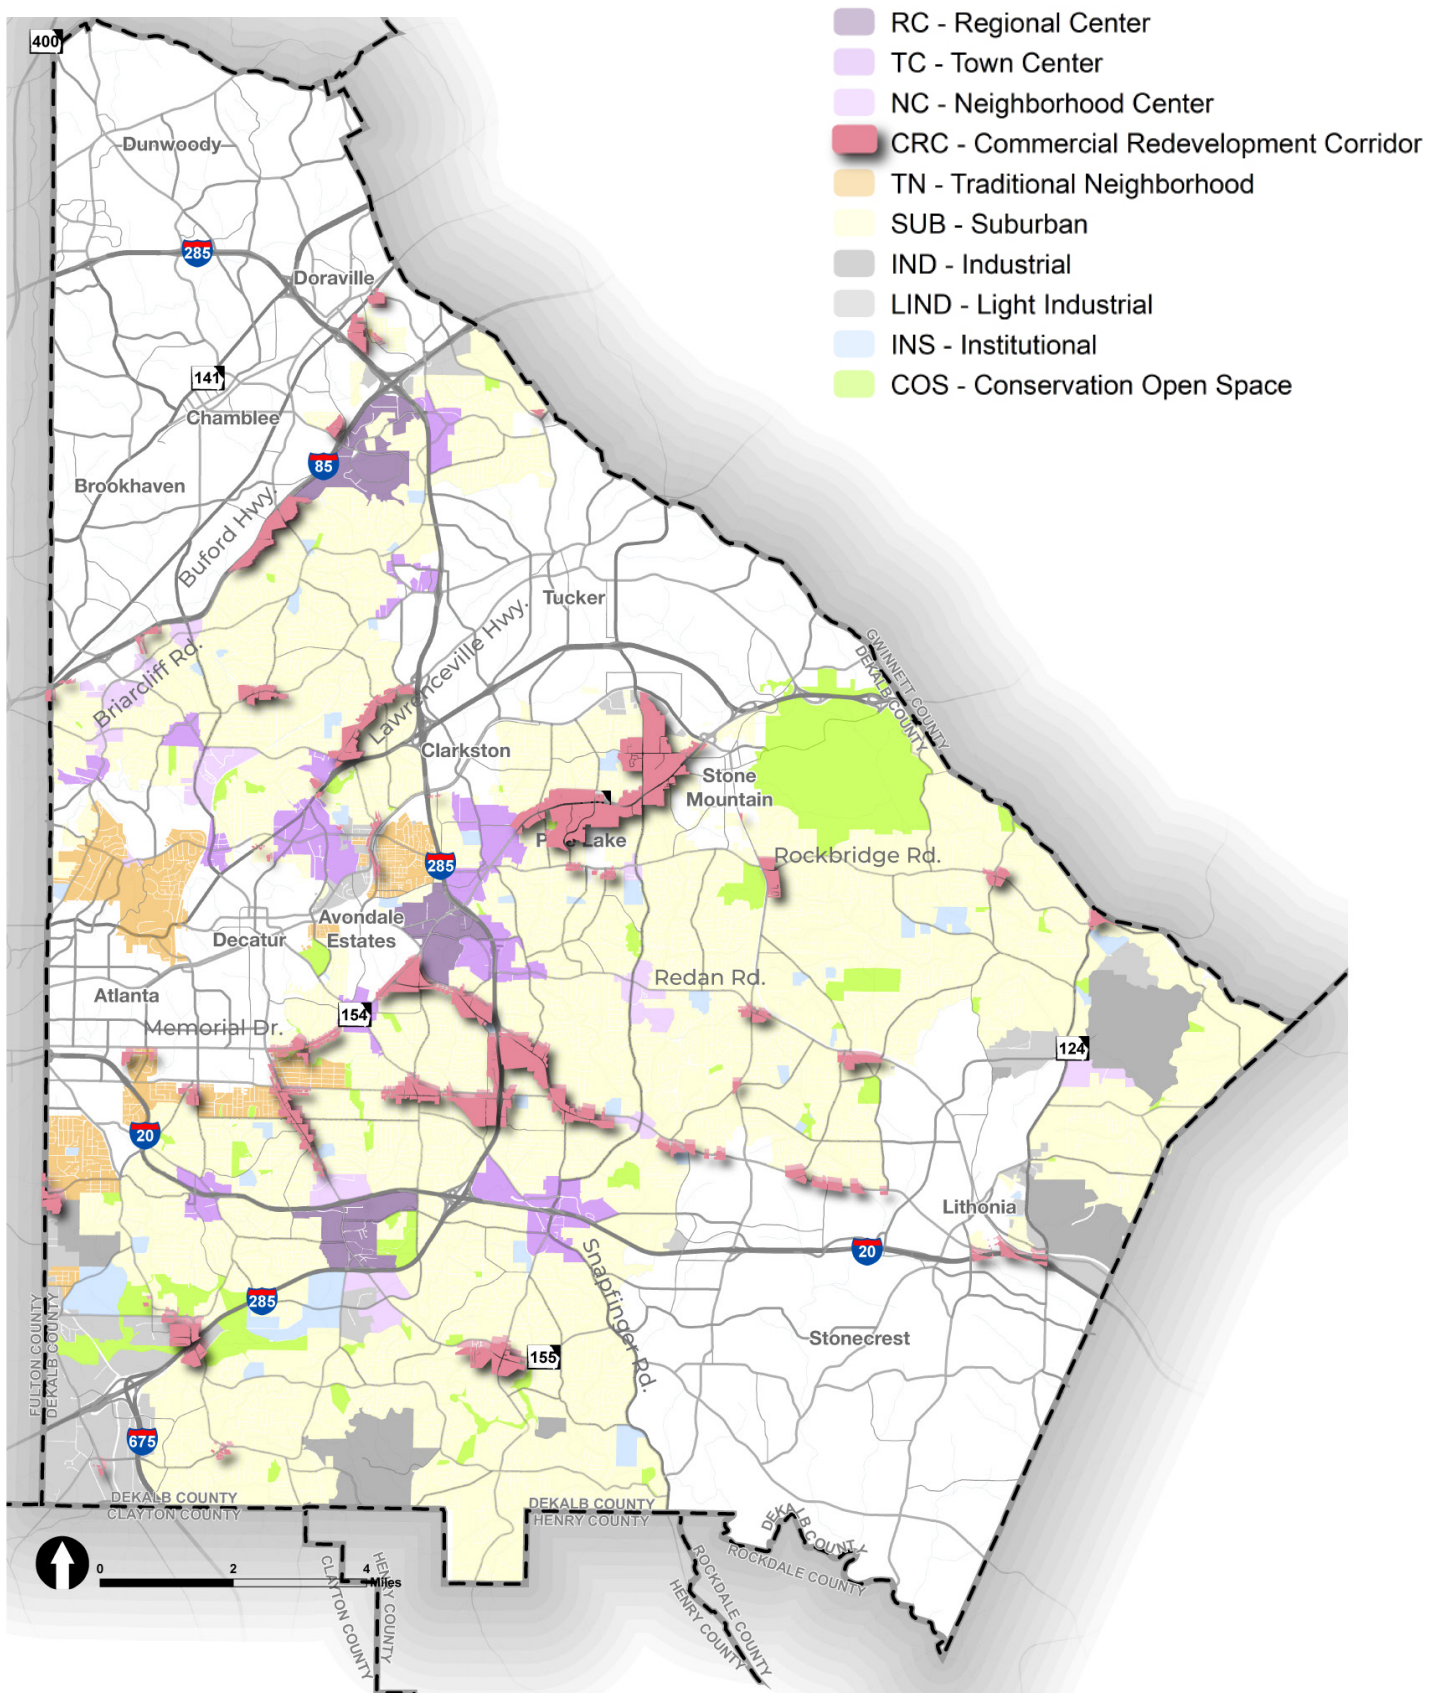 RC - Regional Center
TC - Town Center
NC - Neighborhood Center
CRC - Commercial Redevelopment Corridor
TN - Traditional Neighborhood
SUB - Suburban
IND - Industrial
LIND - Light Industrial
INS - Institutional
COS - Conservation Open Space
400
Dunwoody
285
Doraville
141
Chamblee
85
Brookhaven
Buford Hwy.
Tucker
Lawrenceville Hwy.
Briarcliff Rd.
GWINNETT COUNTY
DEKALB COUNTY
Clarkston
Stone
Mountain
Lake
Rockbridge Rd.
285
Avondale
Estates
Decatur
Redan Rd.
Atlanta
154
Memorial Dr.
124
20
Lithonia
20
Snapfinger Rd.
285
Stonecrest
155
FULTON COUNTY
DEKALB COUNTY
675
DEKALB COUNTY
CLAYTON COUNTY
DEKALB COUNTY
HENRY COUNTY
DEKALB COUNTY
ROCKDALE COUNTY
0 2 4
Miles
CLAYTON COUNTY
HENRY COUNTY
ROCKDALE COUNTY
HENRY COUNTY